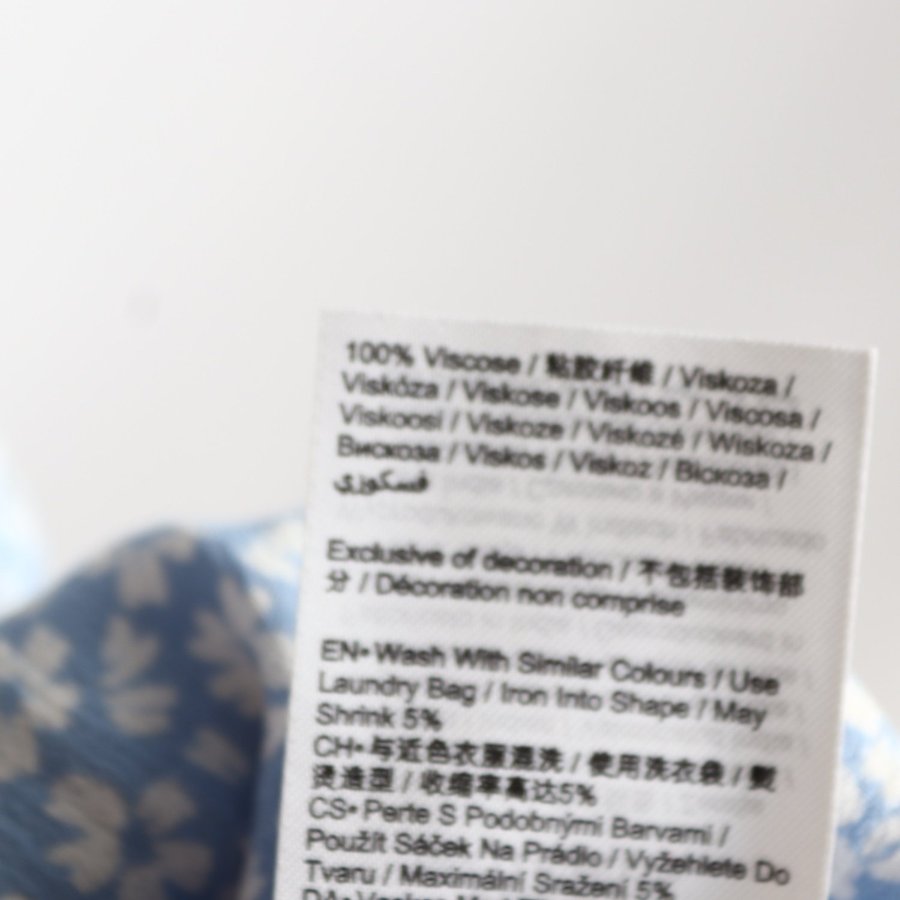 100% Viscose / 粘胶纤维 / Viskoza /
Viskóza / Viskose / Viskoos / Viscosa /
Viskoosi / Viskoze / Viskozė / Wiskoza /
Вискоза / Viskos / Viskoz / Віскоза /
فسكوزي
Exclusive of decoration / 不包括装饰部
分 / Décoration non comprise
EN• Wash With Similar Colours / Use
Laundry Bag / Iron Into Shape / May
Shrink 5%
CH• 与近色衣服混洗 / 使用洗衣袋 / 熨
烫造型 / 收缩率高达5%
CS• Perte S Podobnými Barvami /
Použít Sáček Na Prádlo / Vyžehlete Do
Tvaru / Maximální Sražení 5%